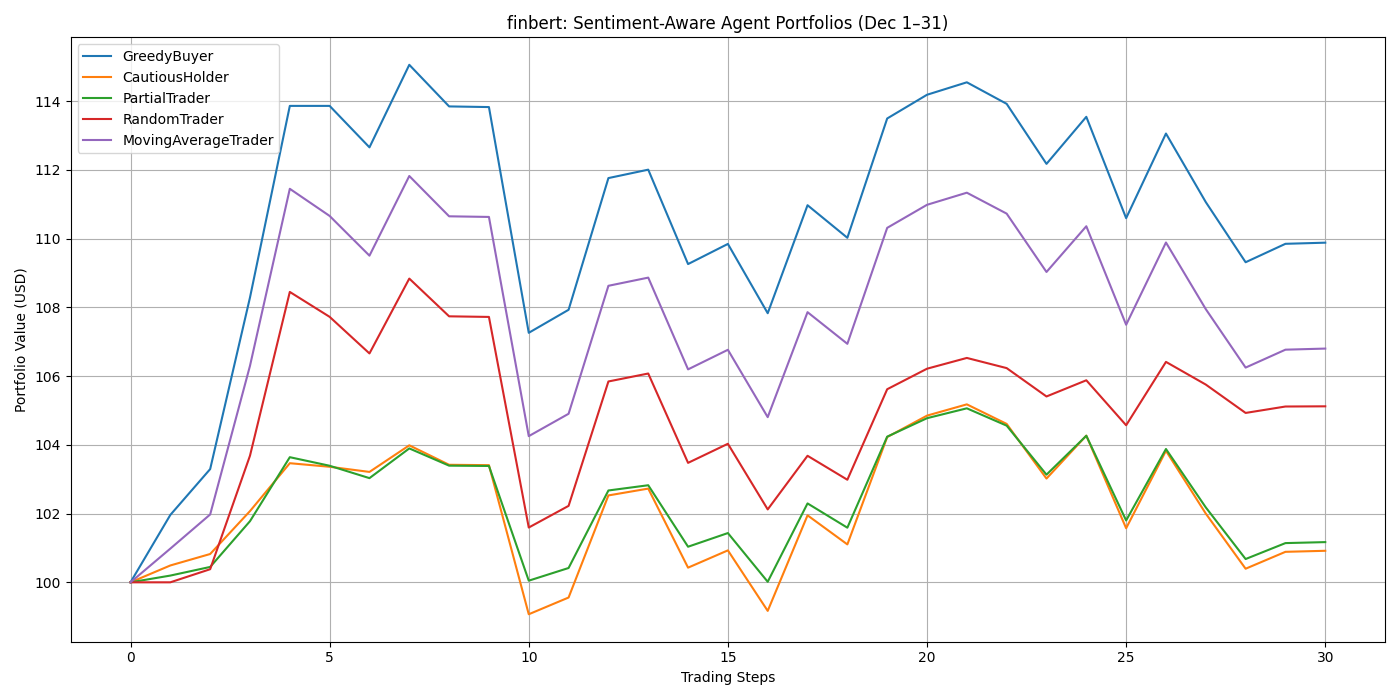 finbert: Sentiment-Aware Agent Portfolios (Dec 1–31)
GreedyBuyer
CautiousHolder
PartialTrader
RandomTrader
MovingAverageTrader
Portfolio Value (USD)
114
112
110
108
106
104
102
100
0 5 10 15 20 25 30
Trading Steps